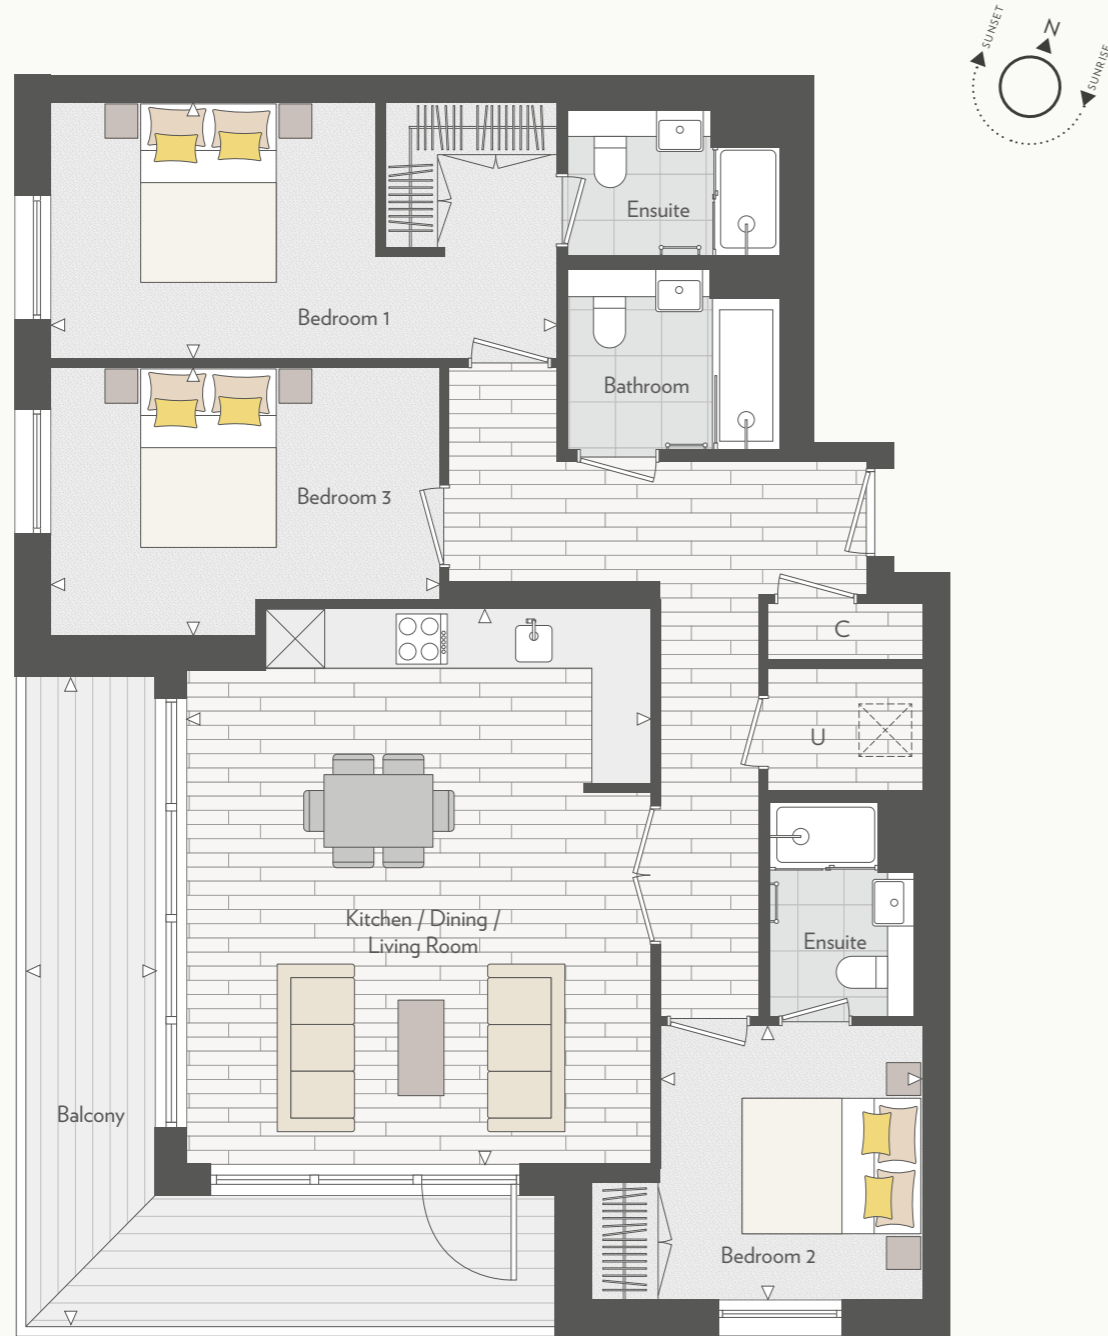 SUNSET
N
SUNRISE
Ensuite
Bedroom 1
Bathroom
Bedroom 3
C
U
Kitchen / Dining /
Living Room
Ensuite
Balcony
Bedroom 2